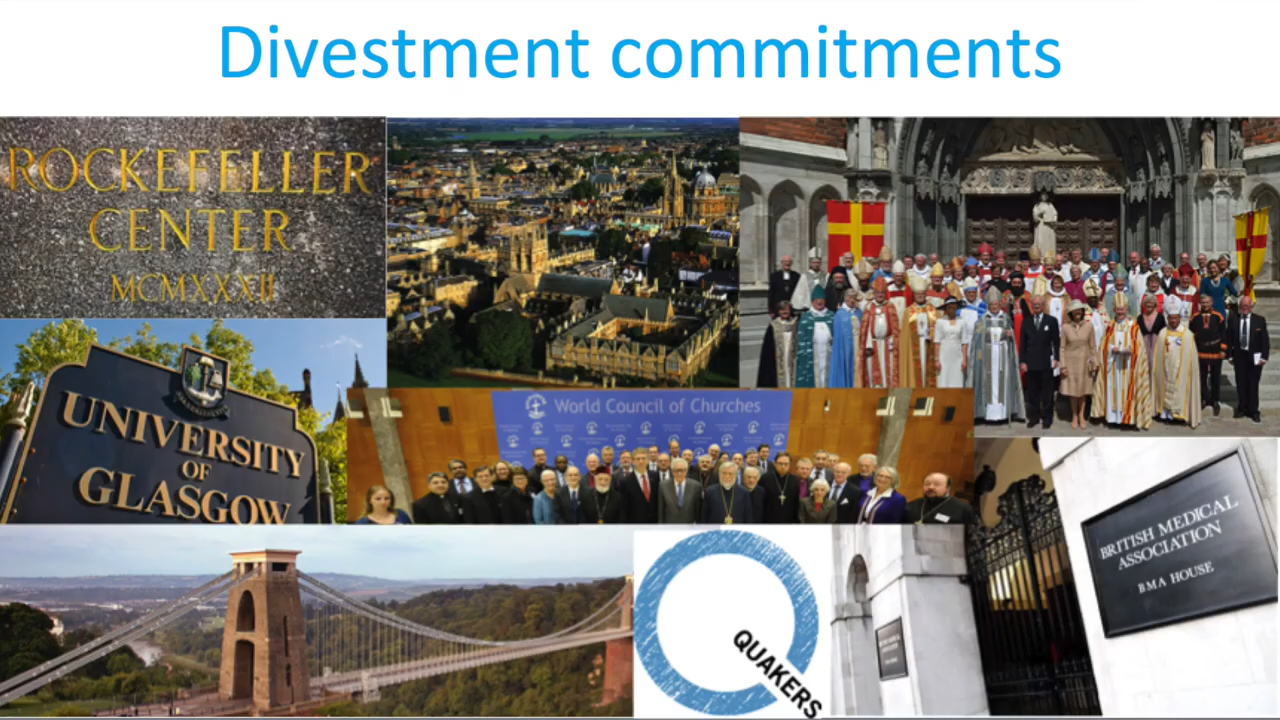 Divestment commitments
ROCKEFELLER
CENTER
MCMXXXII
UNIVERSITY
OF
GLASGOW
World Council of Churches
QUAKERS
BRITISH MEDICAL
ASSOCIATION
BMA HOUSE